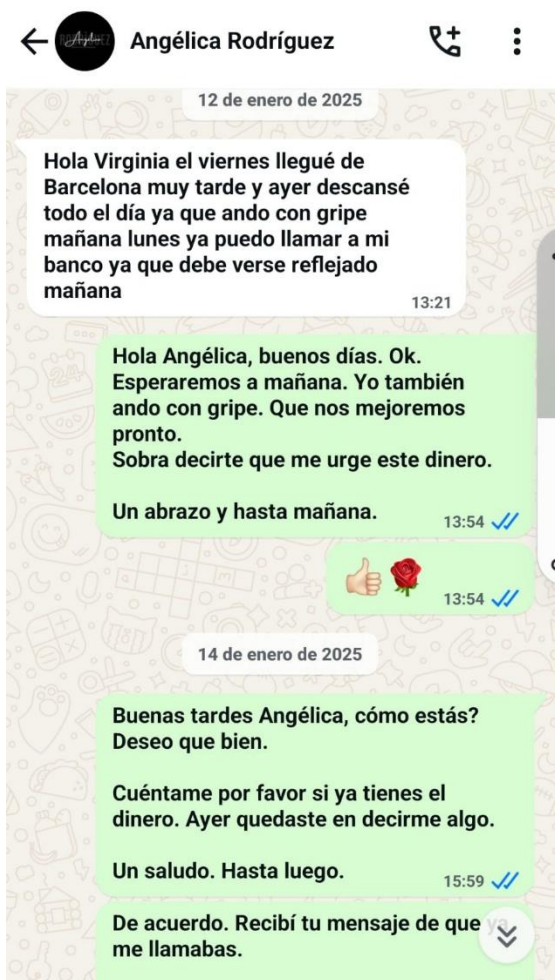 Angélica Rodríguez
12 de enero de 2025
Hola Virginia el viernes llegué de
Barcelona muy tarde y ayer descansé
todo el día ya que ando con gripe
mañana lunes ya puedo llamar a mi
banco ya que debe verse reflejado
mañana
13:21
Hola Angélica, buenos días. Ok.
Esperaremos a mañana. Yo también
ando con gripe. Que nos mejoremos
pronto.
Sobra decirte que me urge este dinero.
Un abrazo y hasta mañana.
13:54
👍🏻🌹
13:54
14 de enero de 2025
Buenas tardes Angélica, cómo estás?
Deseo que bien.
Cuéntame por favor si ya tienes el
dinero. Ayer quedaste en decirme algo.
Un saludo. Hasta luego.
15:59
De acuerdo. Recibí tu mensaje de que ya
me llamabas.